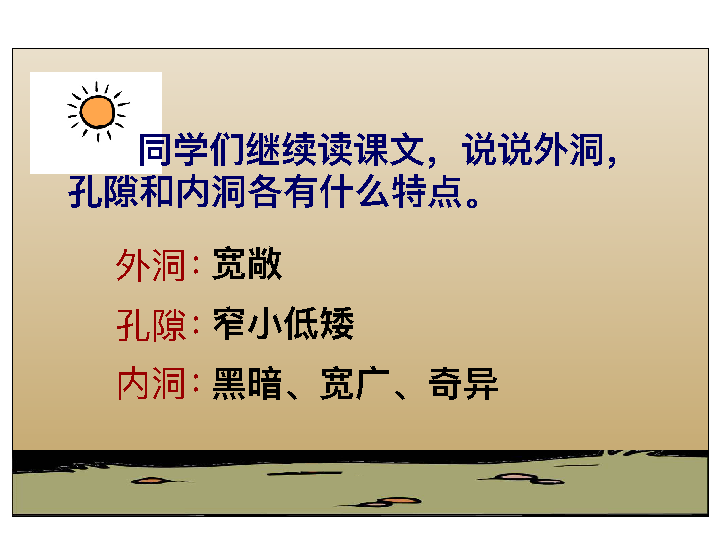 同学们继续读课文，说说外洞，
孔隙和内洞各有什么特点。
外洞：宽敞
孔隙：窄小低矮
内洞：黑暗、宽广、奇异